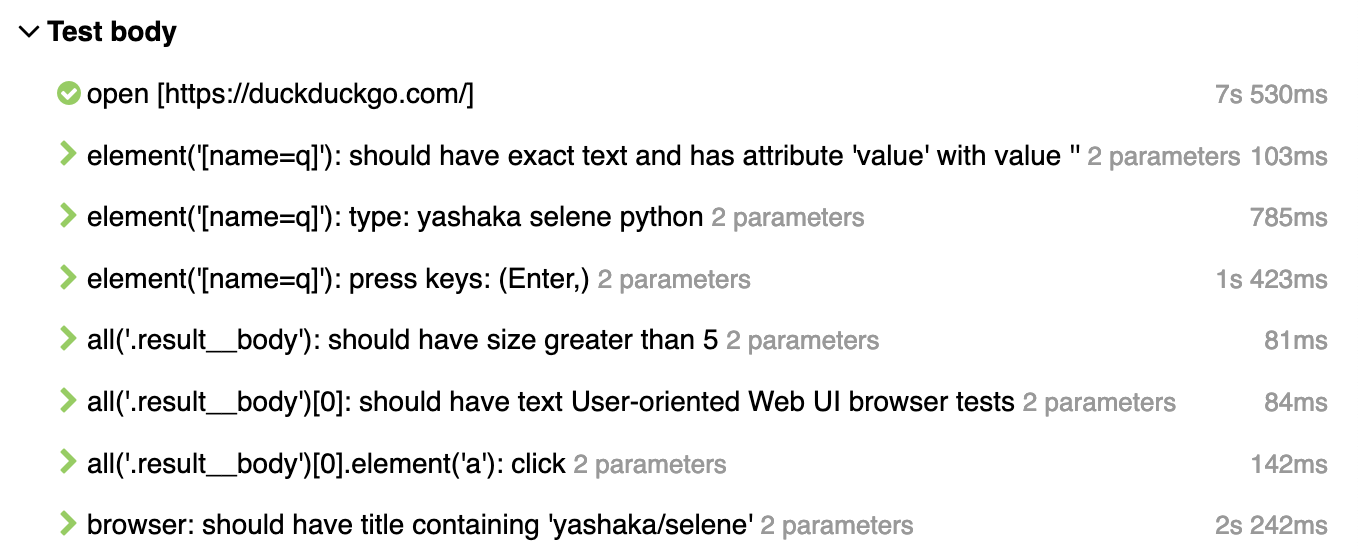 Test body
open [https://duckduckgo.com/] 7s 530ms
element('[name=q]'): should have exact text and has attribute 'value' with value '' 2 parameters 103ms
element('[name=q]'): type: yashaka selene python 2 parameters 785ms
element('[name=q]'): press keys: (Enter,) 2 parameters 1s 423ms
all('.result__body'): should have size greater than 5 2 parameters 81ms
all('.result__body')[0]: should have text User-oriented Web UI browser tests 2 parameters 84ms
all('.result__body')[0].element('a'): click 2 parameters 142ms
browser: should have title containing 'yashaka/selene' 2 parameters 2s 242ms